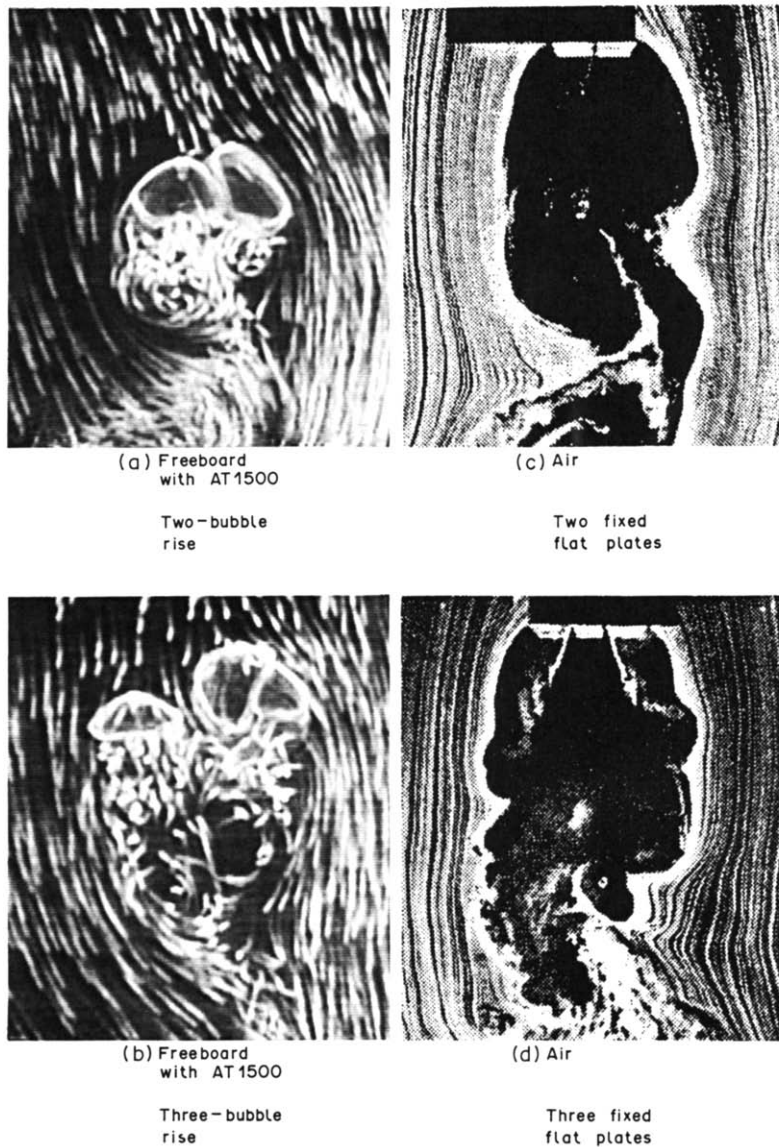 (a) Freeboard
with AT1500
Two-bubble
rise
(c) Air
Two fixed
flat plates
(b) Freeboard
with AT1500
Three-bubble
rise
(d) Air
Three fixed
flat plates